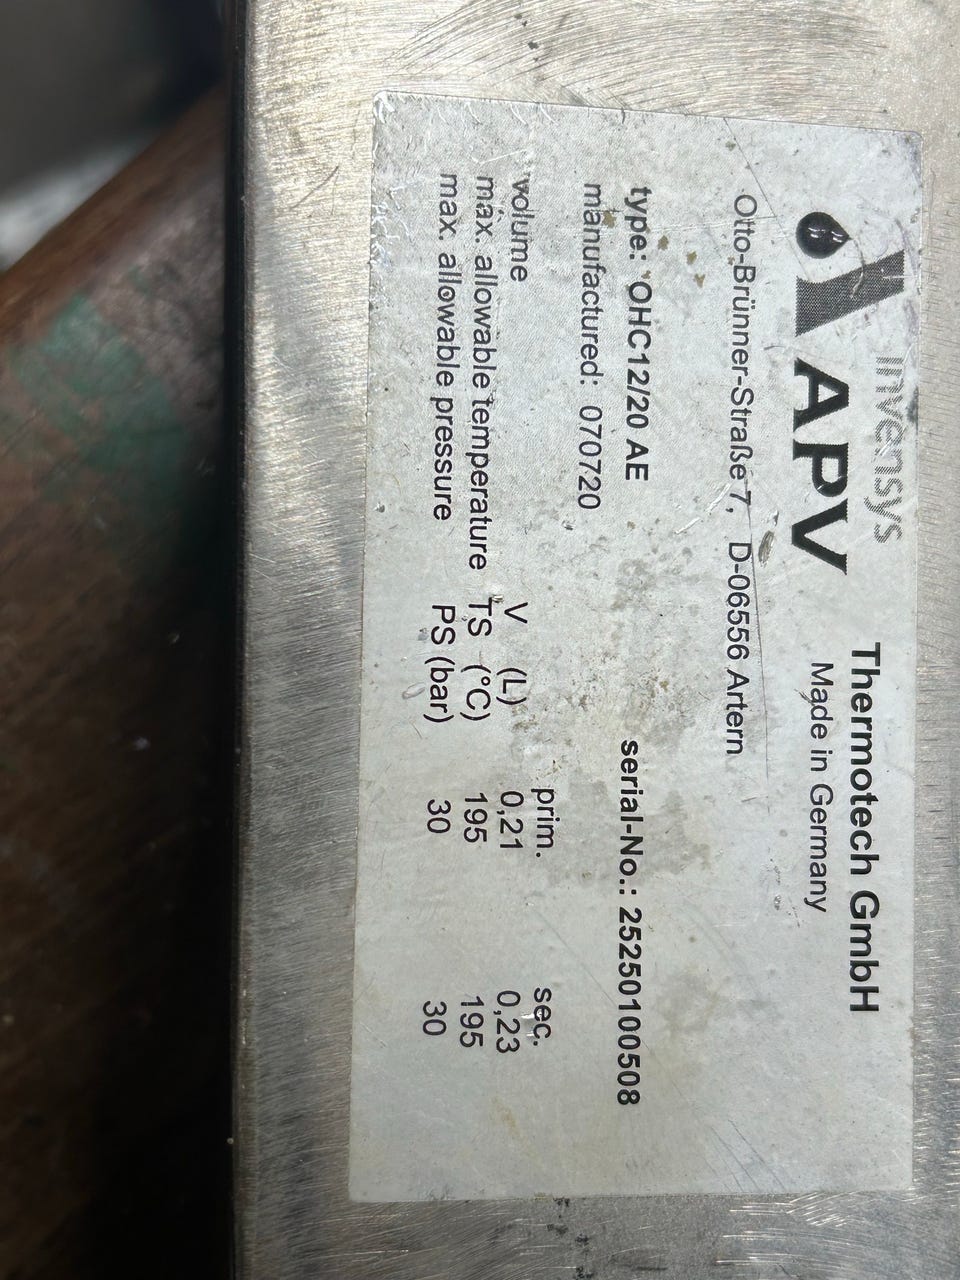 invensys
APV
Thermotech GmbH
Made in Germany
Otto-Brünner-Straße 7, D-06556 Artern
type: OHC12/20 AE serial-No.: 25250100508
manufactured: 070720
prim. sec.
volume V (L) 0,21 0,23
max. allowable temperature TS (°C) 195 195
max. allowable pressure PS (bar) 30 30